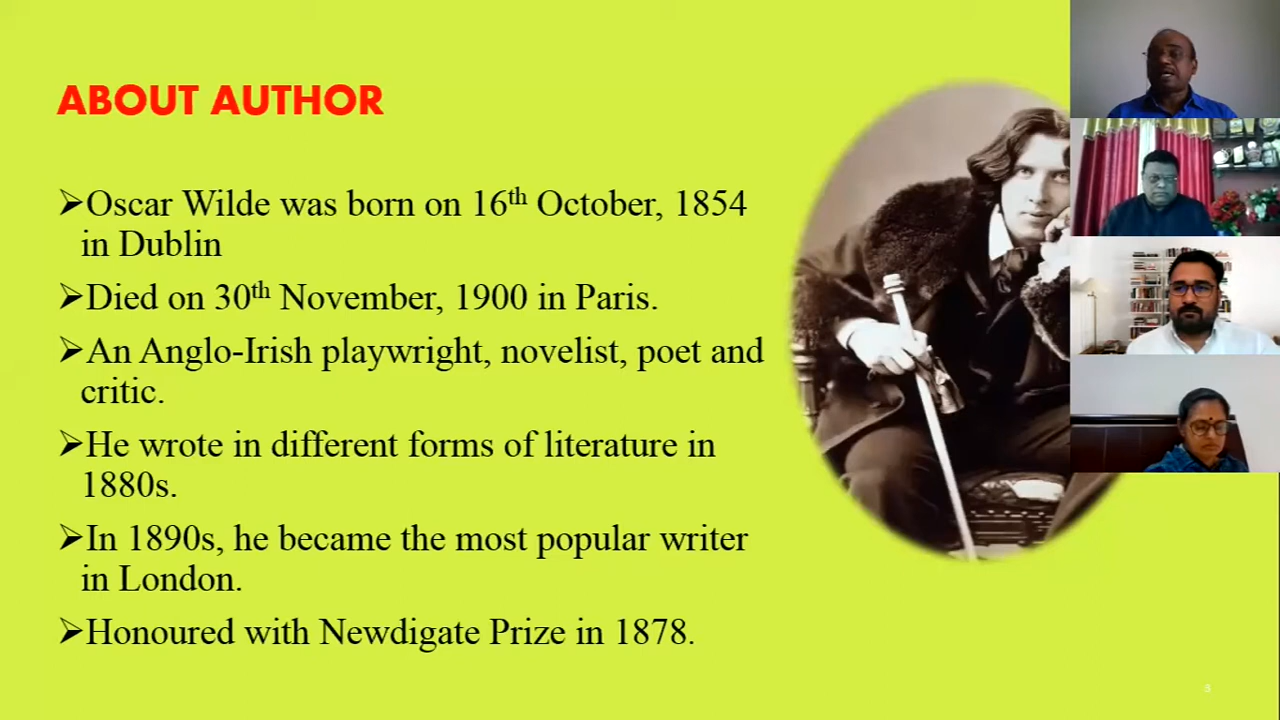 ABOUT AUTHOR
➢Oscar Wilde was born on 16th October, 1854
in Dublin
➢Died on 30th November, 1900 in Paris.
➢An Anglo-Irish playwright, novelist, poet and
critic.
➢He wrote in different forms of literature in
1880s.
➢In 1890s, he became the most popular writer
in London.
➢Honoured with Newdigate Prize in 1878.